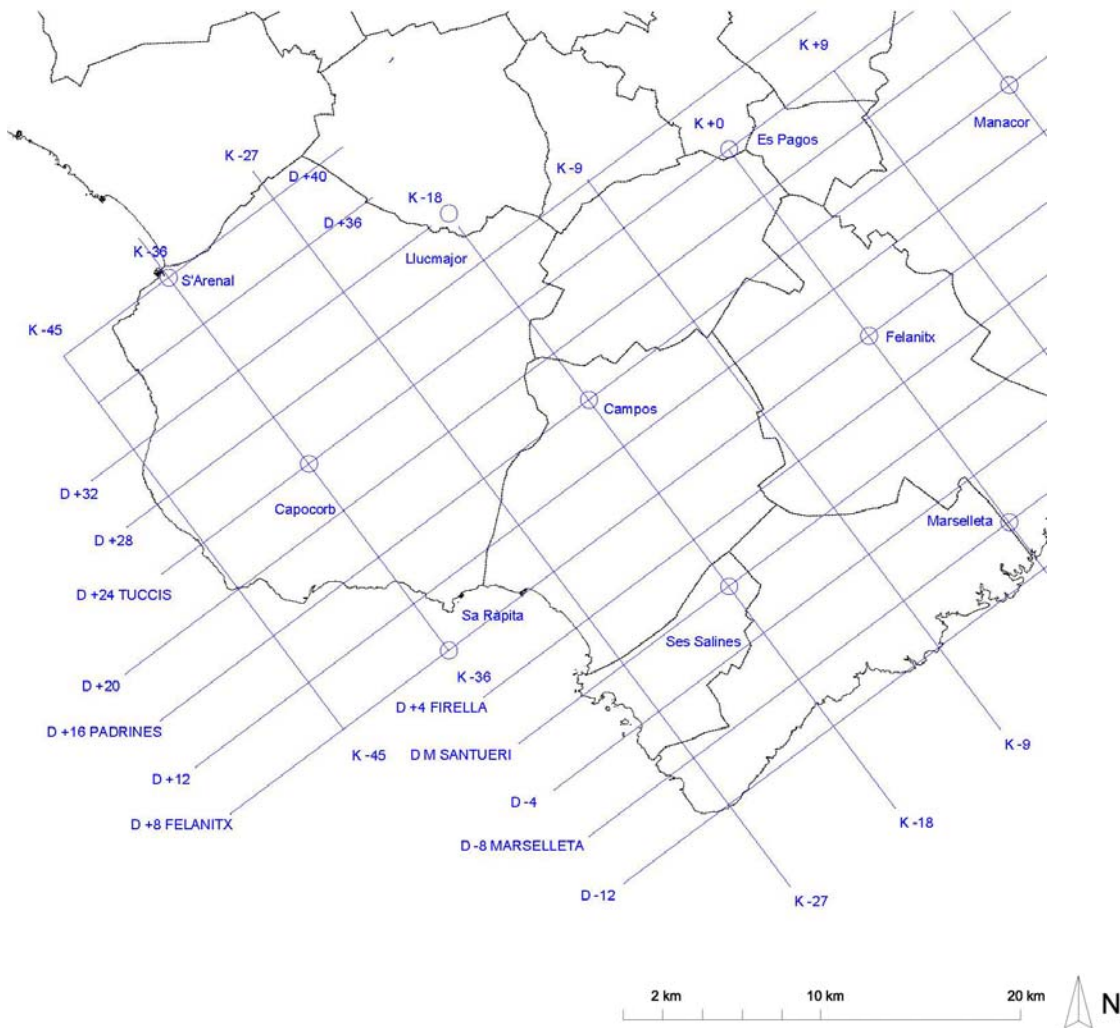 K +9
Manacor
K +0
Es Pagos
K -27
K -9
D +40
K -18
D +36
K -36
Llucmajor
S'Arenal
Felanitx
K -45
Campos
D +32
Capocorb
Marselleta
D +28
D +24 TUCCIS
Sa Ràpita
Ses Salines
K -36
D +20
D +4 FIRELLA
D +16 PADRINES
K -45
D M SANTUERI
K -9
D +12
D -4
D +8 FELANITX
K -18
D -8 MARSELLETA
D -12
K -27
2 km 10 km 20 km
N